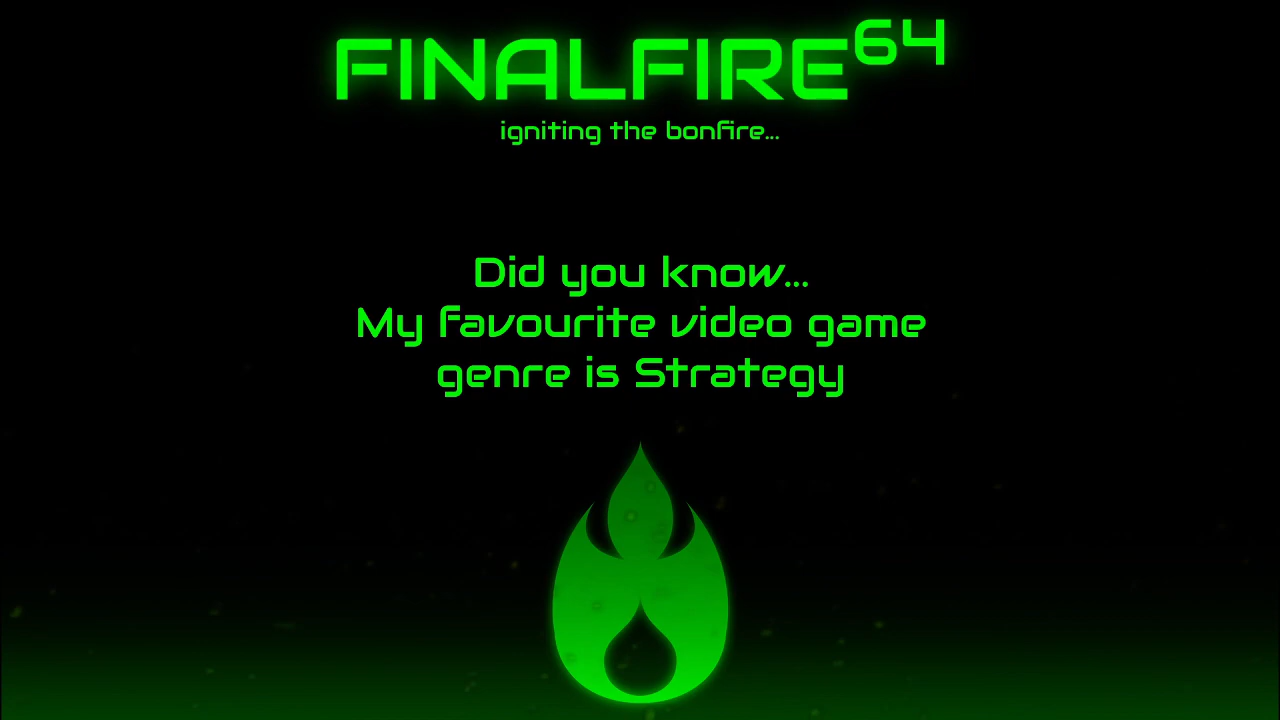 FINALFIRE64
igniting the bonfire...
Did you know...
My favourite video game
genre is Strategy